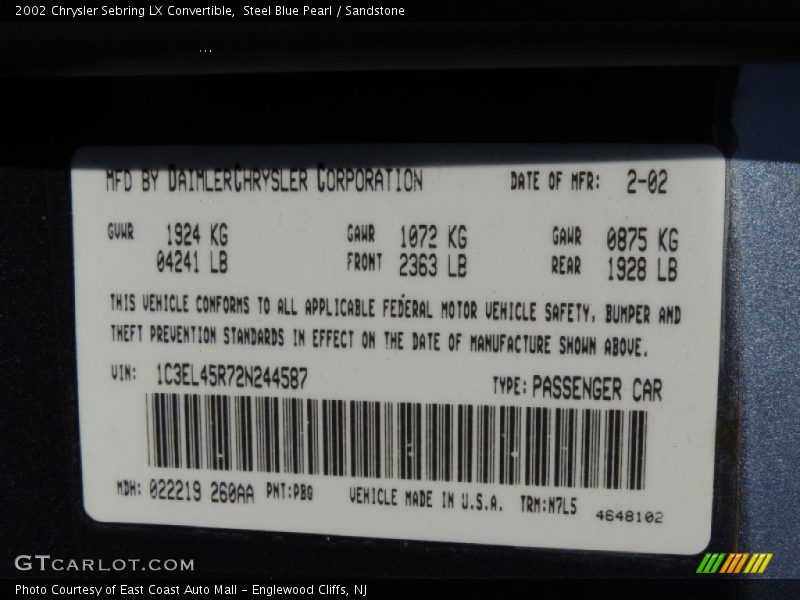 2002 Chrysler Sebring LX Convertible,  Steel Blue Pearl / Sandstone
MFD BY DAIMLERCHRYSLER CORPORATION DATE OF MFR: 2-02
GVWR 1924 KG GAWR 1072 KG GAWR 0875 KG
04241 LB FRONT 2363 LB REAR 1928 LB
THIS VEHICLE CONFORMS TO ALL APPLICABLE FEDERAL MOTOR VEHICLE SAFETY, BUMPER AND
THEFT PREVENTION STANDARDS IN EFFECT ON THE DATE OF MANUFACTURE SHOWN ABOVE.
VIN: 1C3EL45R72N244587 TYPE: PASSENGER CAR
MDH: 022219 260AA PNT:PBQ VEHICLE MADE IN U.S.A. TRM:N7L5 4648102
GTCARLOT.COM
Photo Courtesy of East Coast Auto Mall - Englewood Cliffs, NJ